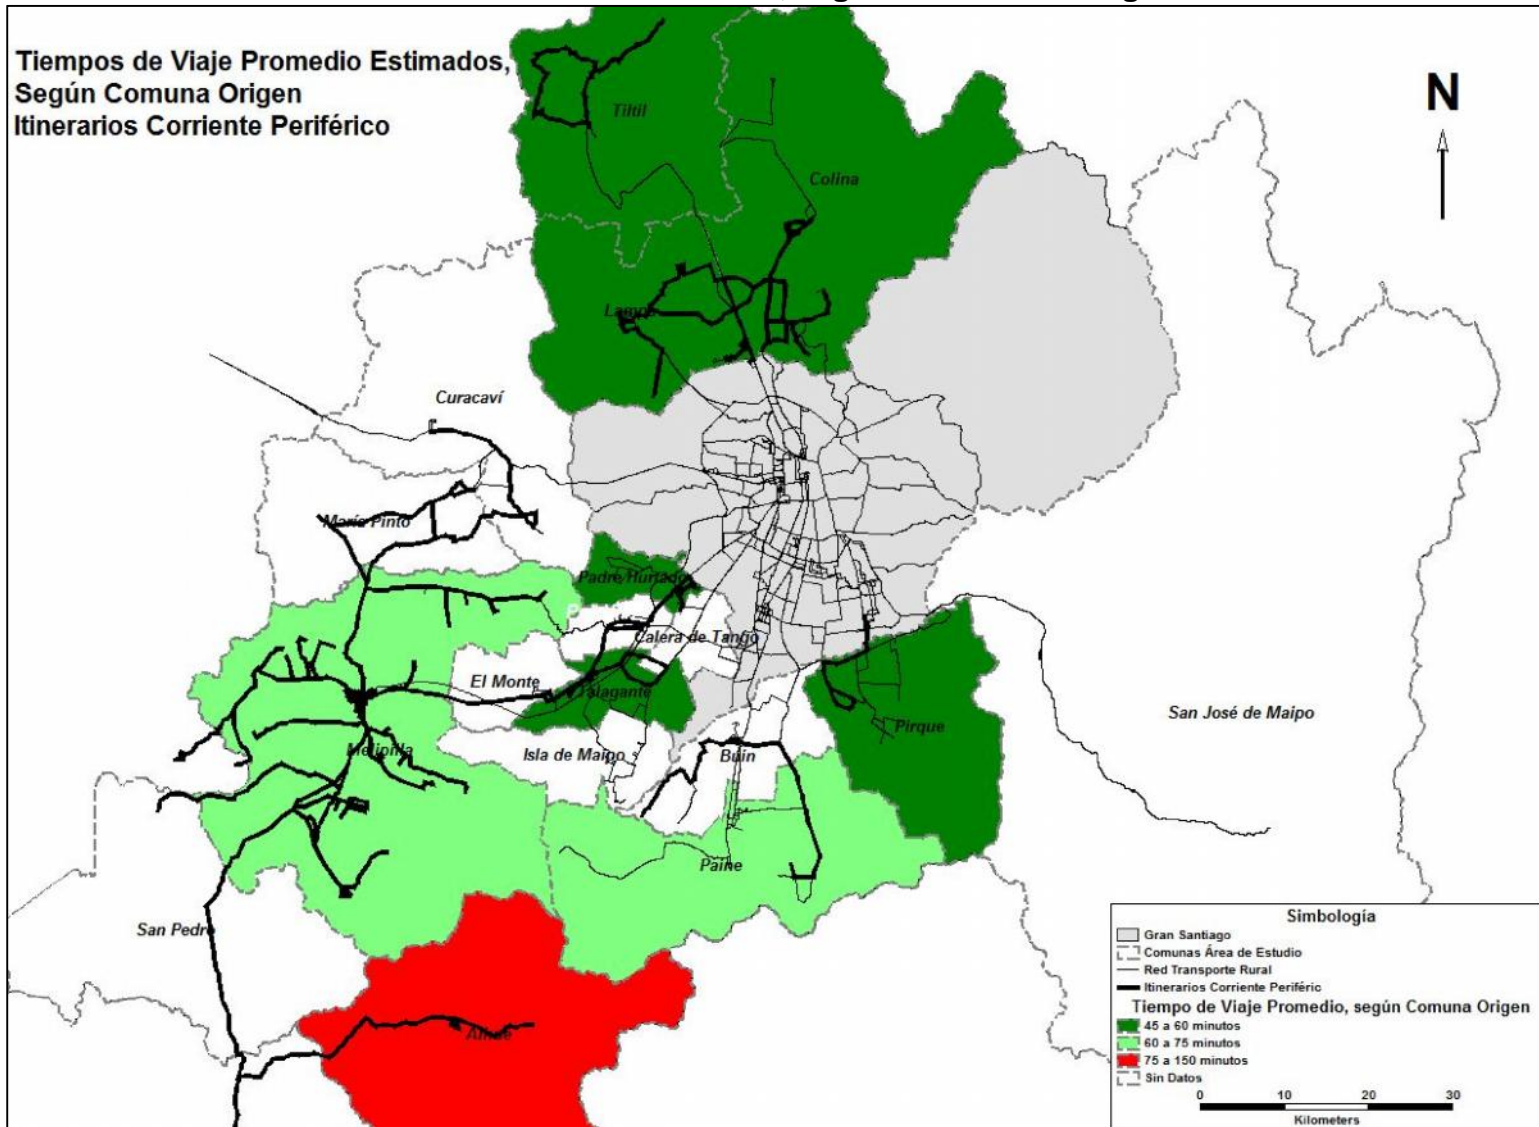 Tiempos de Viaje Promedio Estimados,
Según Comuna Origen
Itinerarios Corriente Periférico
N
Tiltil
Colina
Lampa
Curacaví
María Pinto
Padre Hurtado
Calera de Tango
El Monte
Talagante
Pirque
San José de Maipo
Melipilla
Isla de Maipo
Buin
Paine
San Pedro
Alhué
Simbología
Gran Santiago
Comunas Área de Estudio
Red Transporte Rural
Itinerarios Corriente Periféric
Tiempo de Viaje Promedio, según Comuna Origen
45 a 60 minutos
60 a 75 minutos
75 a 150 minutos
Sin Datos
0 10 20 30
Kilometers